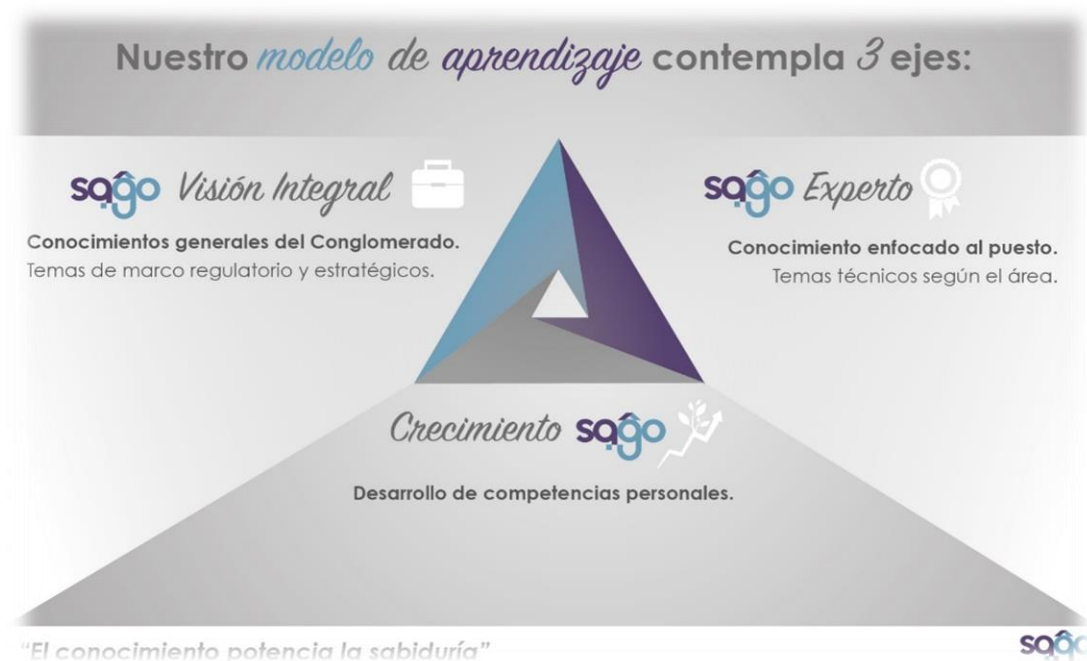 Nuestro modelo de aprendizaje contempla 3 ejes:
sago Visión Integral
Conocimientos generales del Conglomerado.
Temas de marco regulatorio y estratégicos.
sago Experto
Conocimiento enfocado al puesto.
Temas técnicos según el área.
Crecimiento sago
Desarrollo de competencias personales.
"El conocimiento potencia la sabiduría"
sago